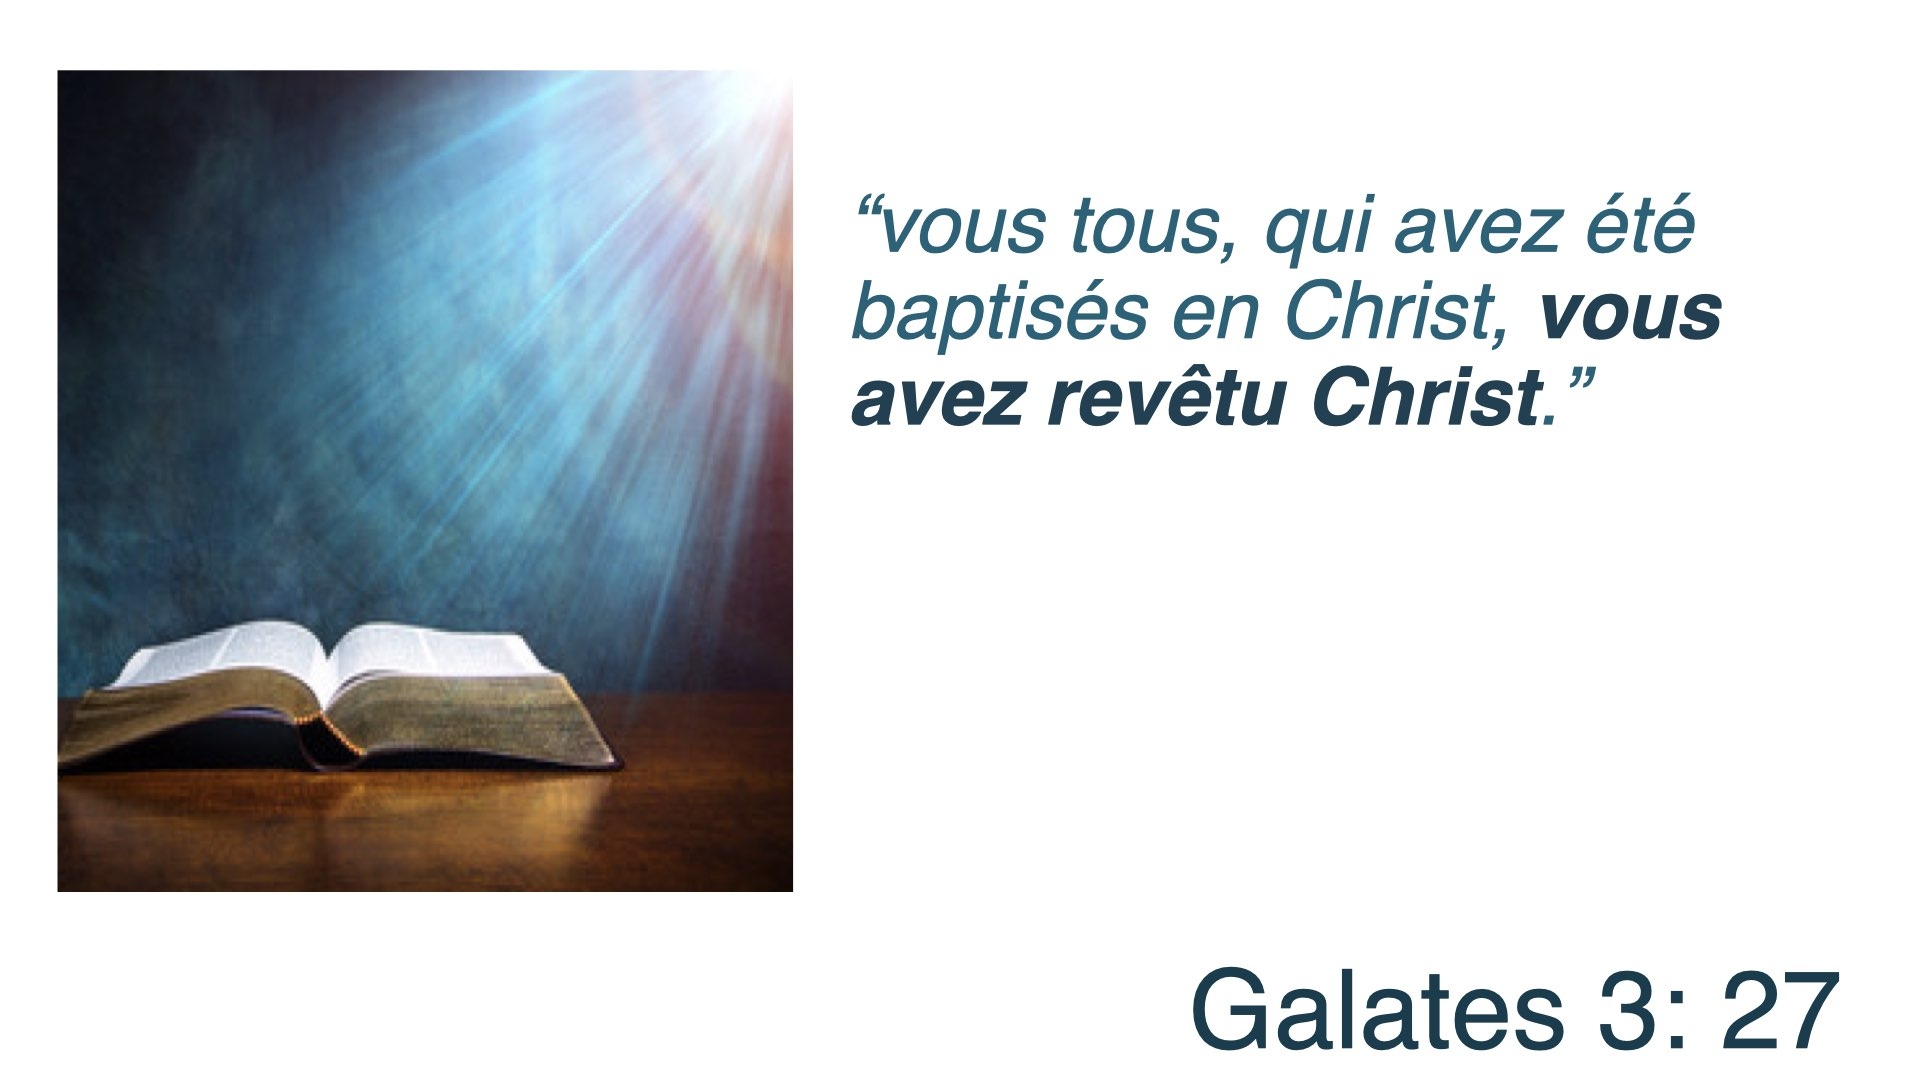 “vous tous, qui avez été
baptisés en Christ, vous
avez revêtu Christ.”
Galates 3: 27